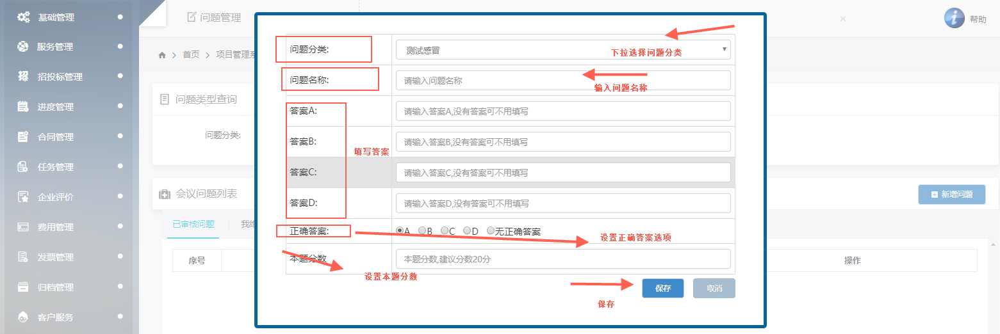 基础管理
服务管理
招投标管理
进度管理
合同管理
任务管理
企业评价
费用管理
发票管理
归档管理
客户服务
问题管理
帮助
首页
项目管理系
问题类型查询
问题分类:
会议问题列表
新增问题
已审核问题
序号
操作
问题分类:
测试感冒
下拉选择问题分类
问题名称:
请输入问题名称
输入问题名称
答案A:
请输入答案A,没有答案可不用填写
答案B:
请输入答案B,没有答案可不用填写
填写答案
答案C:
请输入答案C,没有答案可不用填写
答案D:
请输入答案D,没有答案可不用填写
正确答案:
A B C D 无正确答案
设置正确答案选项
本题分数
本题分数,建议分数20分
设置本题分数
保存
取消
保存